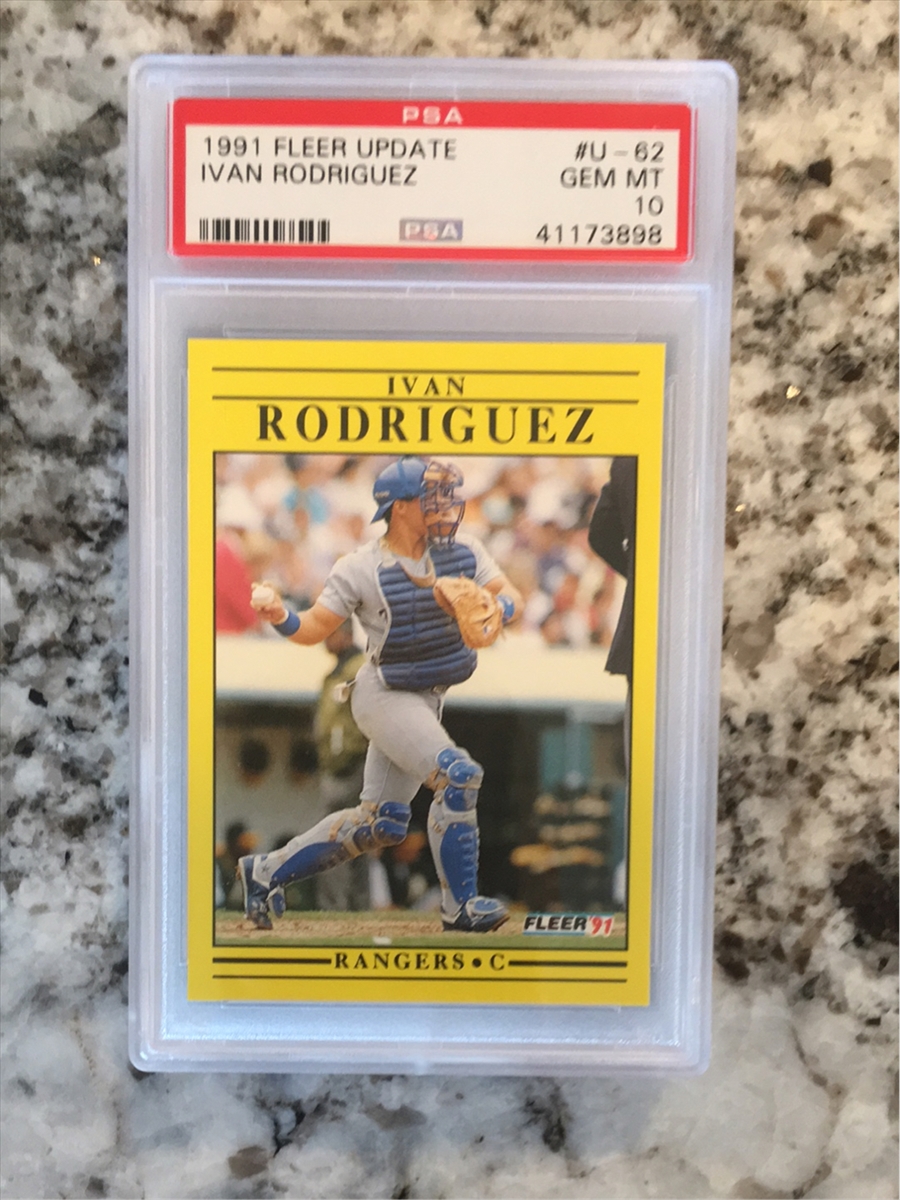 PSA
1991 FLEER UPDATE #U-62
IVAN RODRIGUEZ GEM MT
10
PSA 41173898
IVAN
RODRIGUEZ
FLEER '91
RANGERS • C